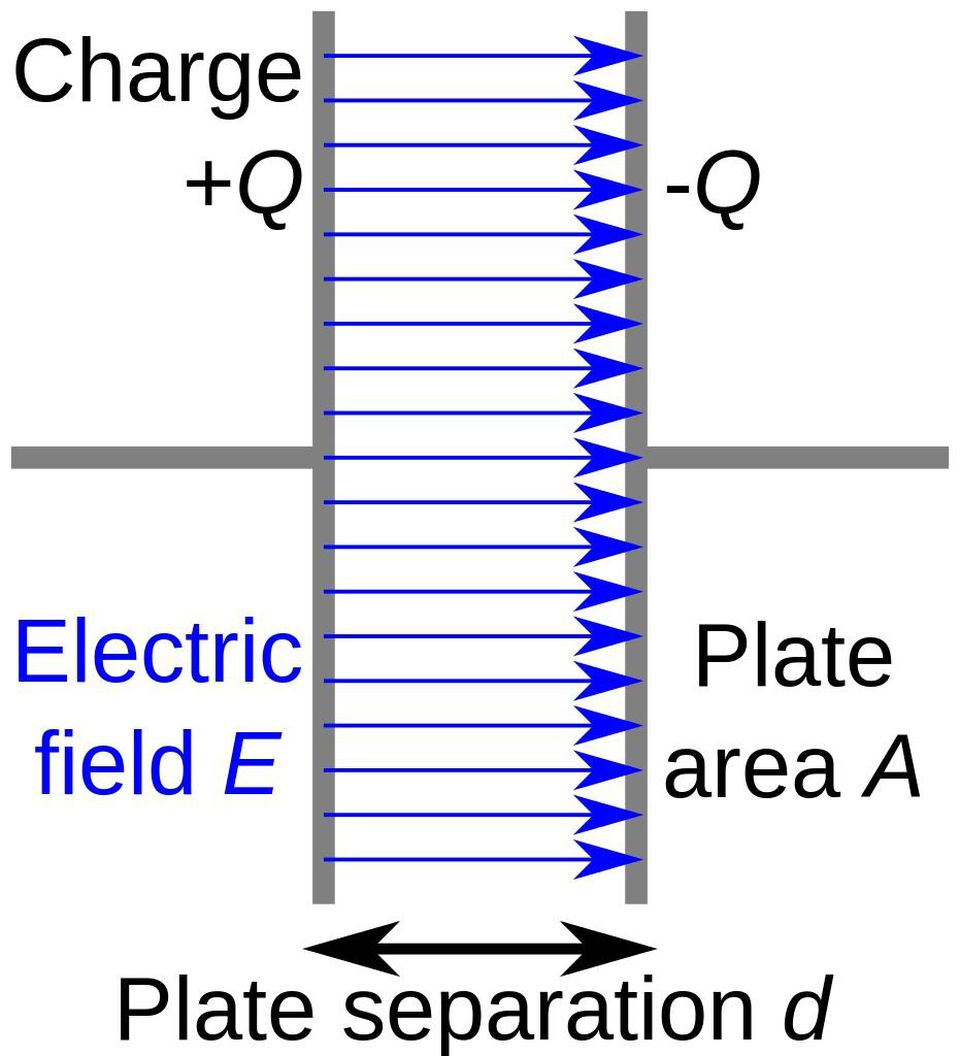 Charge
+Q
-Q
Electric
field E
Plate
area A
Plate separation d